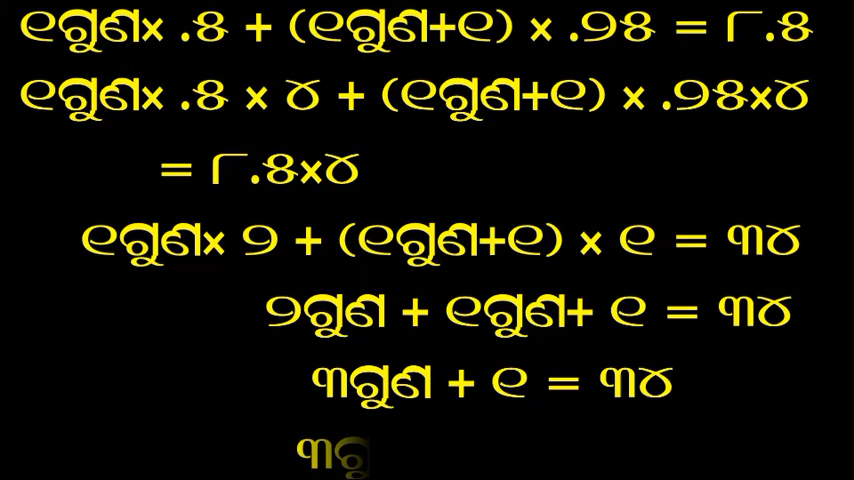 ୧ଗୁଣ× .୫ + (୧ଗୁଣ+୧) × .୨୫ = ୮.୫
୧ଗୁଣ× .୫ × ୪ + (୧ଗୁଣ+୧) × .୨୫×୪
= ୮.୫×୪
୧ଗୁଣ× ୨ + (୧ଗୁଣ+୧) × ୧ = ୩୪
୨ଗୁଣ + ୧ଗୁଣ+ ୧ = ୩୪
୩ଗୁଣ + ୧ = ୩୪
୩ଗୁ